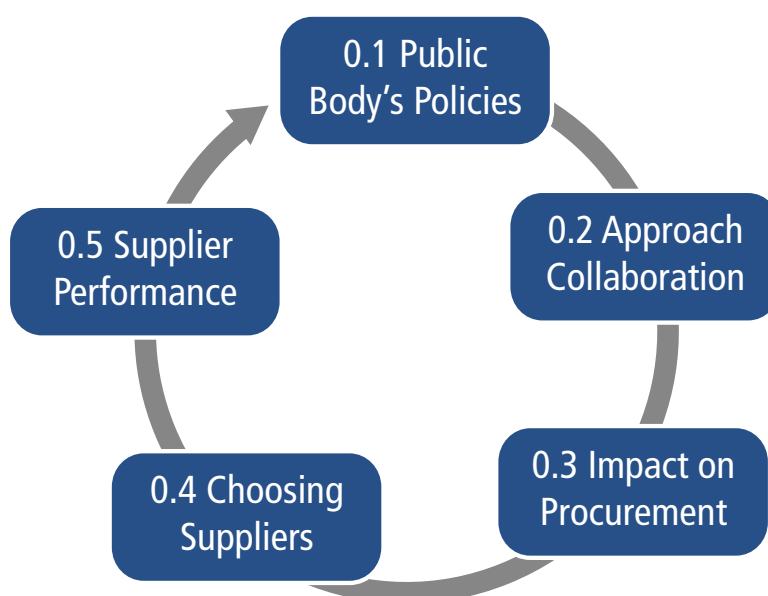 0.1 Public
Body’s Policies
0.2 Approach
Collaboration
0.3 Impact on
Procurement
0.4 Choosing
Suppliers
0.5 Supplier
Performance